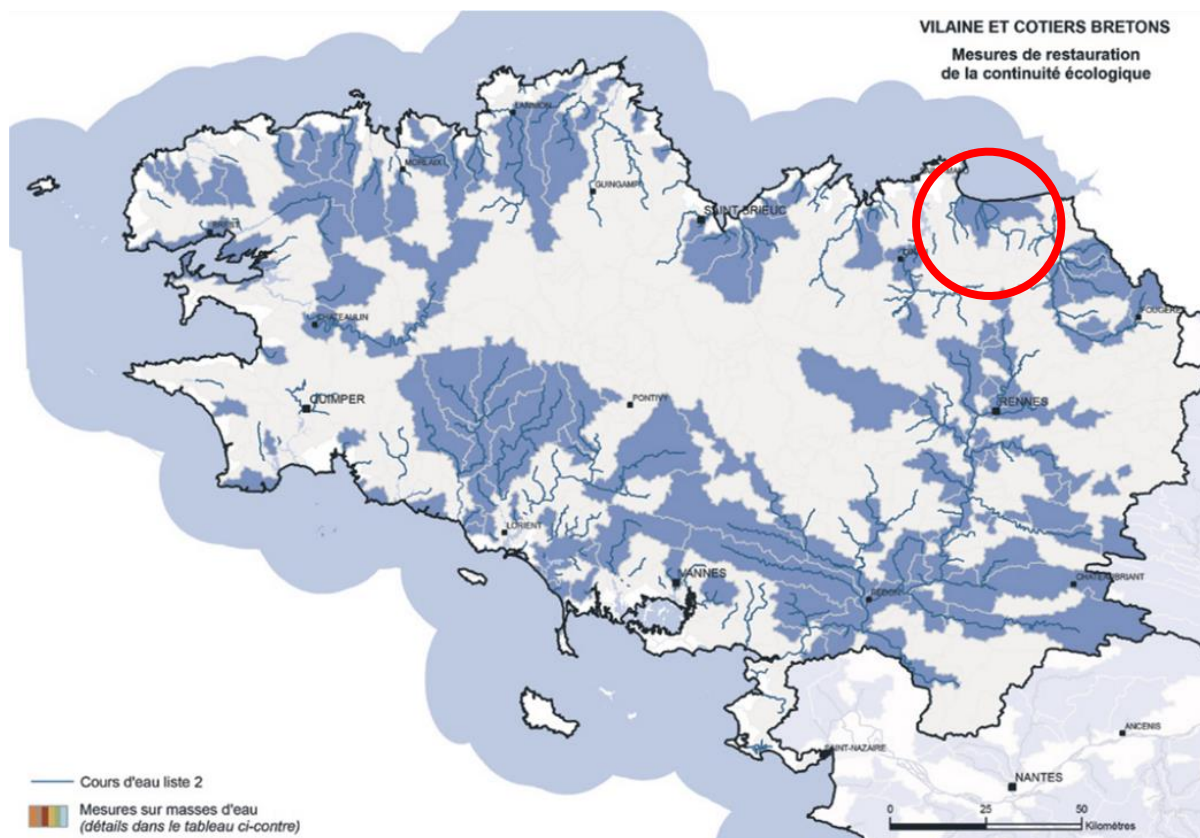 VILAINE ET COTIERS BRETONS
Mesures de restauration
de la continuité écologique
LANNION
MORLAIX
GUINGAMP
SAINT-BRIEUC
FOUGERES
CHATEAULIN
QUIMPER
PONTIVY
RENNES
LORIENT
VANNES
REDON
CHATEAUBRIANT
ANCENIS
SAINT-NAZAIRE
NANTES
Cours d'eau liste 2
Mesures sur masses d'eau
(détails dans le tableau ci-contre)
0 25 50
Kilomètres